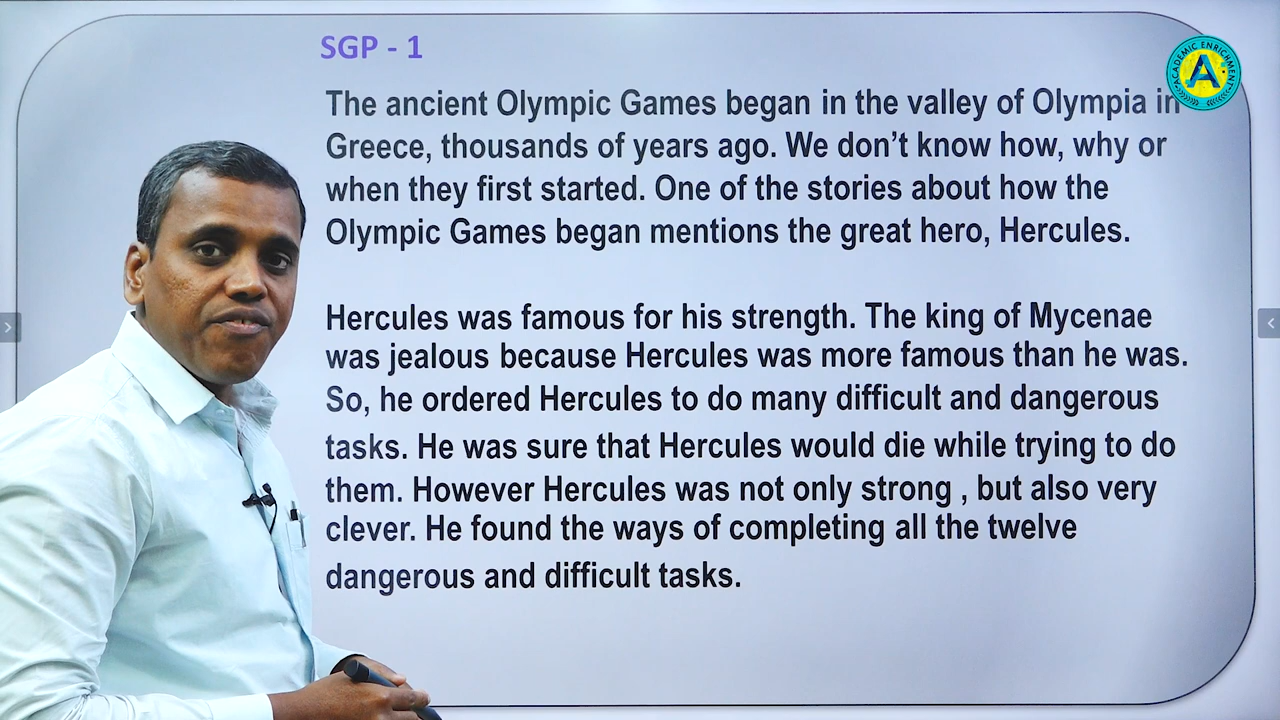 SGP - 1
ACADEMIC ENRICHMENT
A
The ancient Olympic Games began in the valley of Olympia in
Greece, thousands of years ago. We don’t know how, why or
when they first started. One of the stories about how the
Olympic Games began mentions the great hero, Hercules.
Hercules was famous for his strength. The king of Mycenae
was jealous because Hercules was more famous than he was.
So, he ordered Hercules to do many difficult and dangerous
tasks. He was sure that Hercules would die while trying to do
them. However Hercules was not only strong , but also very
clever. He found the ways of completing all the twelve
dangerous and difficult tasks.